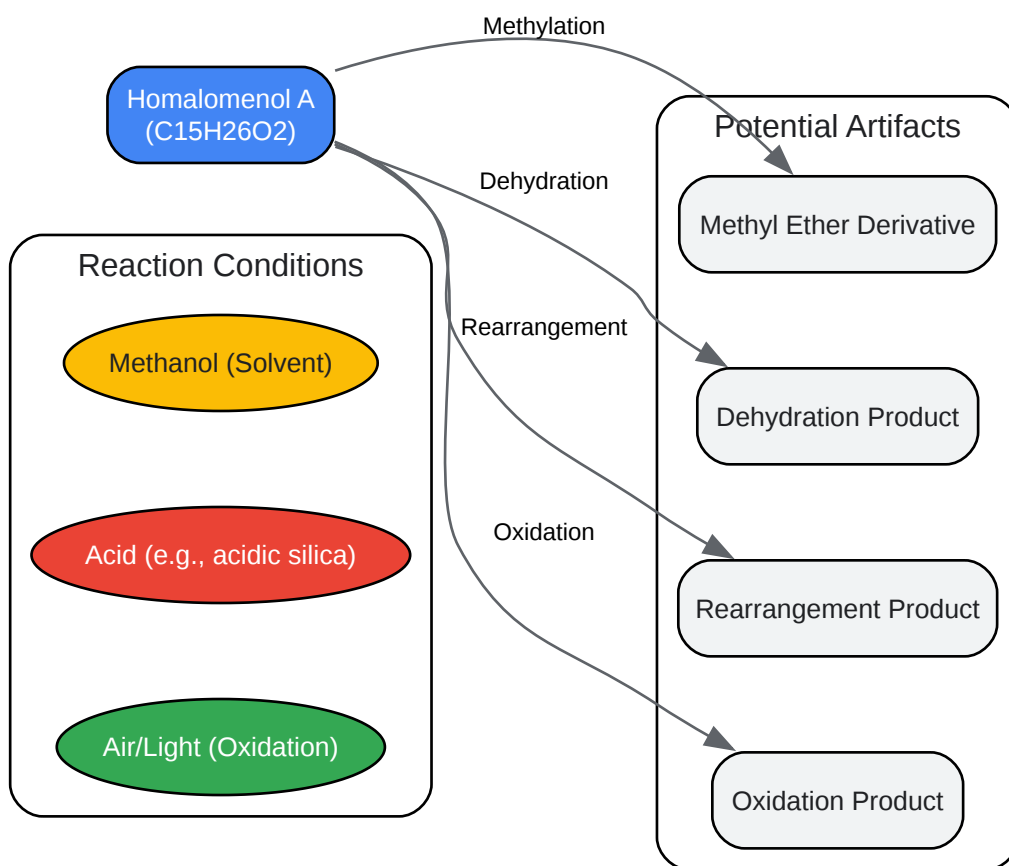 Methylation
Homalomenol A
(C15H26O2)
Potential Artifacts
Dehydration
Methyl Ether Derivative
Reaction Conditions
Rearrangement
Methanol (Solvent)
Dehydration Product
Oxidation
Acid (e.g., acidic silica)
Rearrangement Product
Air/Light (Oxidation)
Oxidation Product